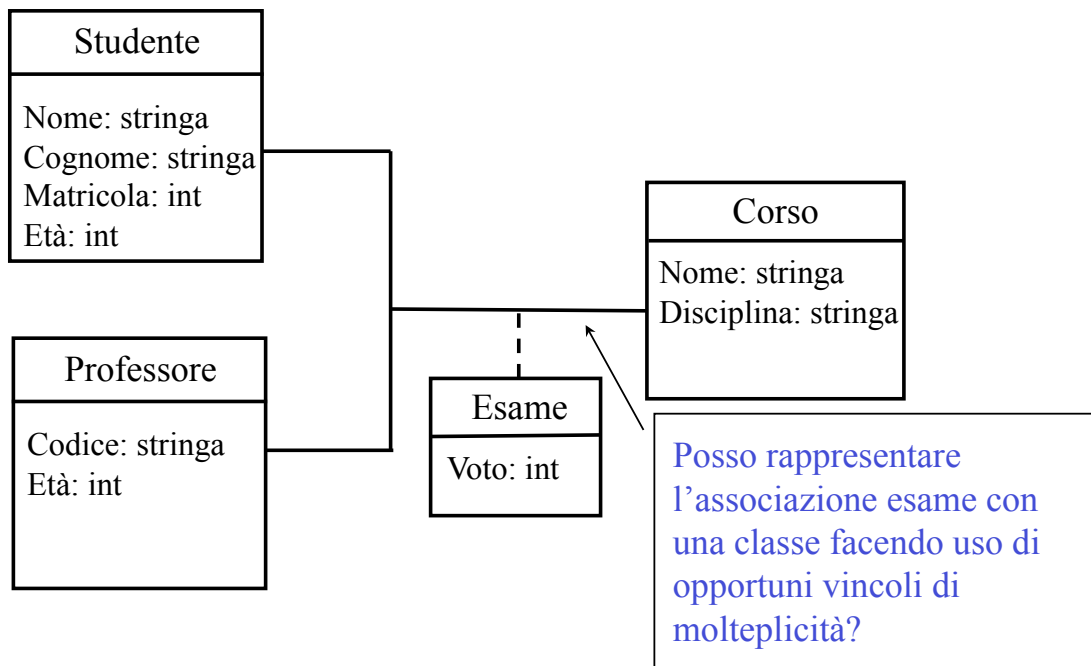 Studente
Nome: stringa
Cognome: stringa
Matricola: int
Età: int
Professore
Codice: stringa
Età: int
Esame
Voto: int
Corso
Nome: stringa
Disciplina: stringa
Posso rappresentare
l’associazione esame con
una classe facendo uso di
opportuni vincoli di
molteplicità?